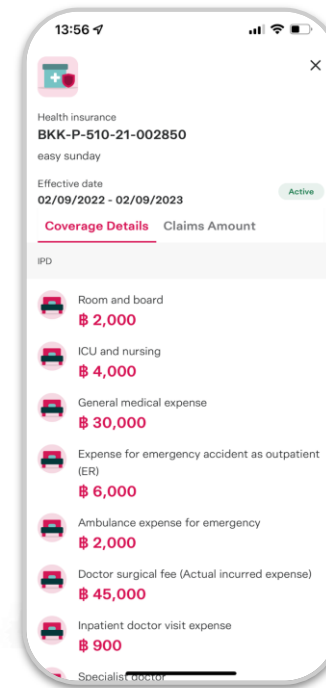 13:56
Health insurance
BKK-P-510-21-002850
easy sunday
Effective date
02/09/2022 - 02/09/2023
Active
Coverage Details Claims Amount
IPD
Room and board
฿ 2,000
ICU and nursing
฿ 4,000
General medical expense
฿ 30,000
Expense for emergency accident as outpatient
(ER)
฿ 6,000
Ambulance expense for emergency
฿ 2,000
Doctor surgical fee (Actual incurred expense)
฿ 45,000
Inpatient doctor visit expense
฿ 900
Specialist doctor